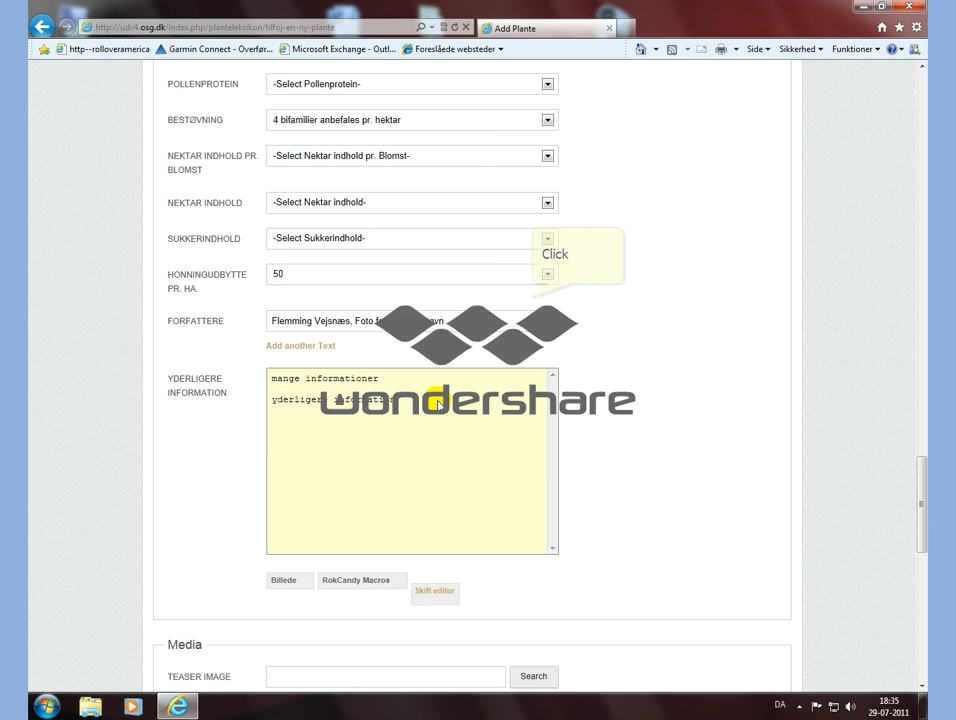 http://udv4.osg.dk/index.php/planteleksikon/tilfoj-en-ny-plante
Add Plante
http--rolloveramerica
Garmin Connect - Overfør...
Microsoft Exchange - Outl...
Foreslåede websteder
Side
Sikkerhed
Funktioner
POLLENPROTEIN
-Select Pollenprotein-
BESTØVNING
4 bifamilier anbefales pr. hektar
NEKTAR INDHOLD PR.
BLOMST
-Select Nektar indhold pr. Blomst-
NEKTAR INDHOLD
-Select Nektar indhold-
SUKKERINDHOLD
-Select Sukkerindhold-
Click
HONNINGUDBYTTE
PR. HA.
50
FORFATTERE
Flemming Vejsnæs, Foto
Add another Text
YDERLIGERE
INFORMATION
mange informationer
yderligere information
wondershare
Billede
RokCandy Macros
Skift editor
Media
TEASER IMAGE
Search
DA
18:35
29-07-2011